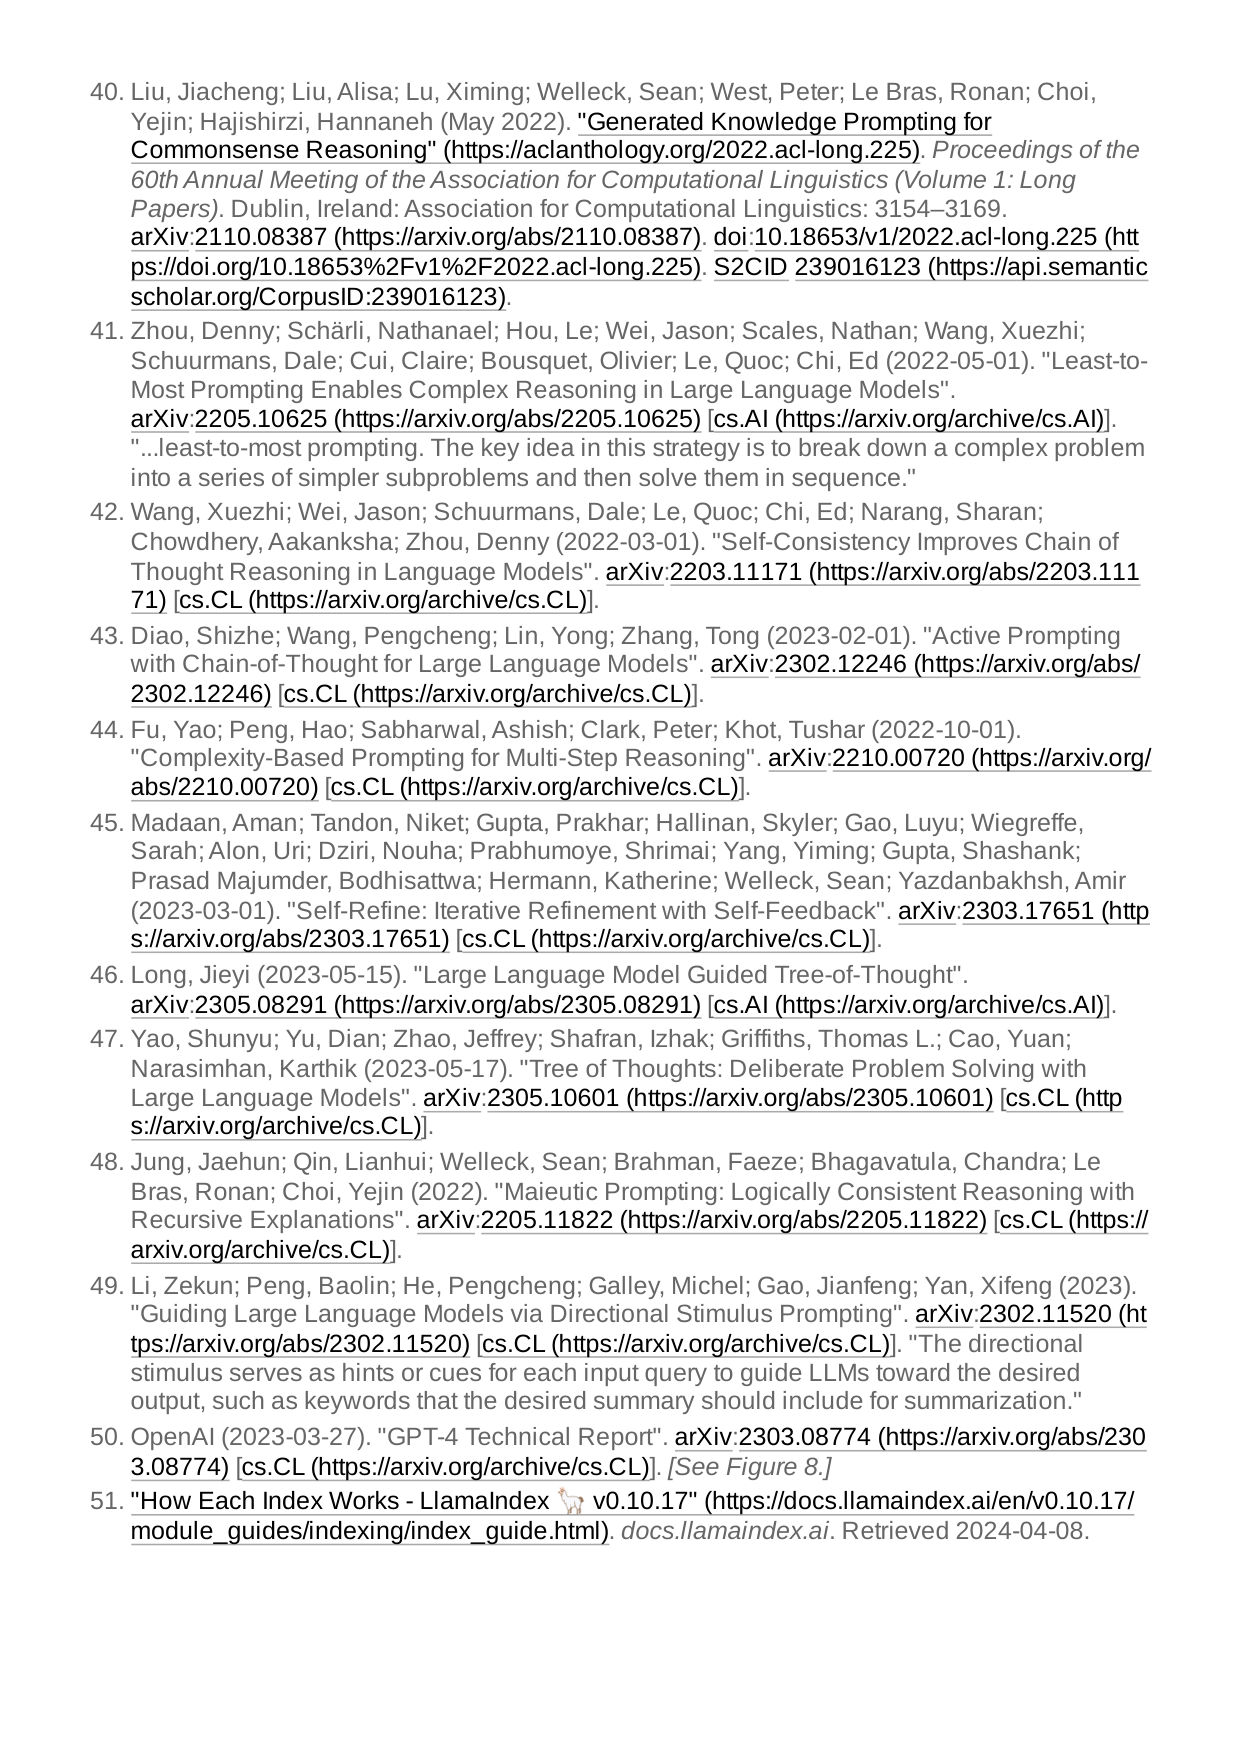 40. Liu, Jiacheng; Liu, Alisa; Lu, Ximing; Welleck, Sean; West, Peter; Le Bras, Ronan; Choi,
Yejin; Hajishirzi, Hannaneh (May 2022). "Generated Knowledge Prompting for
Commonsense Reasoning" (https://aclanthology.org/2022.acl-long.225). Proceedings of the
60th Annual Meeting of the Association for Computational Linguistics (Volume 1: Long
Papers). Dublin, Ireland: Association for Computational Linguistics: 3154–3169.
arXiv:2110.08387 (https://arxiv.org/abs/2110.08387). doi:10.18653/v1/2022.acl-long.225 (htt
ps://doi.org/10.18653%2Fv1%2F2022.acl-long.225). S2CID 239016123 (https://api.semantic
scholar.org/CorpusID:239016123).
41. Zhou, Denny; Schärli, Nathanael; Hou, Le; Wei, Jason; Scales, Nathan; Wang, Xuezhi;
Schuurmans, Dale; Cui, Claire; Bousquet, Olivier; Le, Quoc; Chi, Ed (2022-05-01). "Least-to-
Most Prompting Enables Complex Reasoning in Large Language Models".
arXiv:2205.10625 (https://arxiv.org/abs/2205.10625) [cs.AI (https://arxiv.org/archive/cs.AI)].
"...least-to-most prompting. The key idea in this strategy is to break down a complex problem
into a series of simpler subproblems and then solve them in sequence."
42. Wang, Xuezhi; Wei, Jason; Schuurmans, Dale; Le, Quoc; Chi, Ed; Narang, Sharan;
Chowdhery, Aakanksha; Zhou, Denny (2022-03-01). "Self-Consistency Improves Chain of
Thought Reasoning in Language Models". arXiv:2203.11171 (https://arxiv.org/abs/2203.111
71) [cs.CL (https://arxiv.org/archive/cs.CL)].
43. Diao, Shizhe; Wang, Pengcheng; Lin, Yong; Zhang, Tong (2023-02-01). "Active Prompting
with Chain-of-Thought for Large Language Models". arXiv:2302.12246 (https://arxiv.org/abs/
2302.12246) [cs.CL (https://arxiv.org/archive/cs.CL)].
44. Fu, Yao; Peng, Hao; Sabharwal, Ashish; Clark, Peter; Khot, Tushar (2022-10-01).
"Complexity-Based Prompting for Multi-Step Reasoning". arXiv:2210.00720 (https://arxiv.org/
abs/2210.00720) [cs.CL (https://arxiv.org/archive/cs.CL)].
45. Madaan, Aman; Tandon, Niket; Gupta, Prakhar; Hallinan, Skyler; Gao, Luyu; Wiegreffe,
Sarah; Alon, Uri; Dziri, Nouha; Prabhumoye, Shrimai; Yang, Yiming; Gupta, Shashank;
Prasad Majumder, Bodhisattwa; Hermann, Katherine; Welleck, Sean; Yazdanbakhsh, Amir
(2023-03-01). "Self-Refine: Iterative Refinement with Self-Feedback". arXiv:2303.17651 (http
s://arxiv.org/abs/2303.17651) [cs.CL (https://arxiv.org/archive/cs.CL)].
46. Long, Jieyi (2023-05-15). "Large Language Model Guided Tree-of-Thought".
arXiv:2305.08291 (https://arxiv.org/abs/2305.08291) [cs.AI (https://arxiv.org/archive/cs.AI)].
47. Yao, Shunyu; Yu, Dian; Zhao, Jeffrey; Shafran, Izhak; Griffiths, Thomas L.; Cao, Yuan;
Narasimhan, Karthik (2023-05-17). "Tree of Thoughts: Deliberate Problem Solving with
Large Language Models". arXiv:2305.10601 (https://arxiv.org/abs/2305.10601) [cs.CL (http
s://arxiv.org/archive/cs.CL)].
48. Jung, Jaehun; Qin, Lianhui; Welleck, Sean; Brahman, Faeze; Bhagavatula, Chandra; Le
Bras, Ronan; Choi, Yejin (2022). "Maieutic Prompting: Logically Consistent Reasoning with
Recursive Explanations". arXiv:2205.11822 (https://arxiv.org/abs/2205.11822) [cs.CL (https://
arxiv.org/archive/cs.CL)].
49. Li, Zekun; Peng, Baolin; He, Pengcheng; Galley, Michel; Gao, Jianfeng; Yan, Xifeng (2023).
"Guiding Large Language Models via Directional Stimulus Prompting". arXiv:2302.11520 (ht
tps://arxiv.org/abs/2302.11520) [cs.CL (https://arxiv.org/archive/cs.CL)]. "The directional
stimulus serves as hints or cues for each input query to guide LLMs toward the desired
output, such as keywords that the desired summary should include for summarization."
50. OpenAI (2023-03-27). "GPT-4 Technical Report". arXiv:2303.08774 (https://arxiv.org/abs/230
3.08774) [cs.CL (https://arxiv.org/archive/cs.CL)]. [See Figure 8.]
51. "How Each Index Works - LlamaIndex 🦙 v0.10.17" (https://docs.llamaindex.ai/en/v0.10.17/
module_guides/indexing/index_guide.html). docs.llamaindex.ai. Retrieved 2024-04-08.